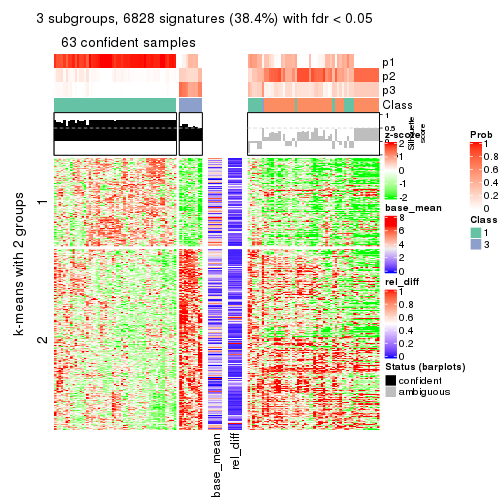 3 subgroups, 6828 signatures (38.4%) with fdr < 0.05
63 confident samples
p1
p2
p3
Class
1
0.5
0
Silhouette
score
k-means with 2 groups
1
2
base_mean
rel_diff
z-score
2
1
0
-1
-2
base_mean
8
6
4
2
0
rel_diff
1
0.8
0.6
0.4
0.2
0
Status (barplots)
confident
ambiguous
Prob
1
0.8
0.6
0.4
0.2
0
Class
1
3